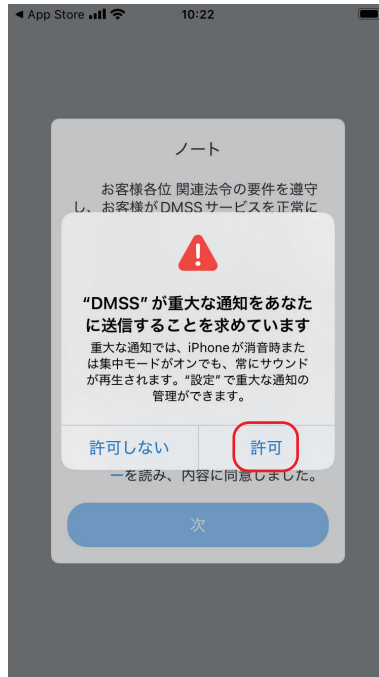 ◀ App Store 10:22
ノート
お客様各位 関連法令の要件を遵守
し、お客様がDMSSサービスを正常に
“DMSS”が重大な通知をあなた
に送信することを求めています
重大な通知では、iPhoneが消音時また
は集中モードがオンでも、常にサウンド
が再生されます。“設定”で重大な通知の
管理ができます。
許可しない 許可
ーを読み、内容に同意しました。
次